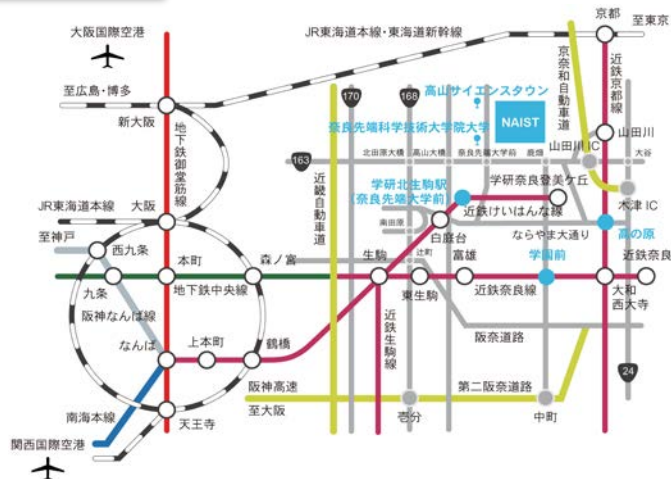 京都
大阪国際空港
JR東海道本線・東海道新幹線
至東京
京奈和自動車道
近鉄京都線
至広島・博多
170
168
高山サイエンスタウン
NAIST
新大阪
地下鉄御堂筋線
奈良先端科学技術大学院大学
山田川
163
北田原大橋
高山大橋
奈良先端大学前
鹿畑
山田川IC
大谷
近畿自動車道
学研北生駒駅
(奈良先端大学前)
学研奈良登美ケ丘
木津IC
JR東海道本線
大阪
近鉄けいはんな線
至神戸
南田原
白庭台
ならやま大通り
高の原
西九条
本町
森ノ宮
生駒
辻町
富雄
学園前
近鉄奈良
九条
地下鉄中央線
東生駒
近鉄奈良線
大和
西大寺
阪神なんば線
近鉄生駒線
なんば
上本町
鶴橋
阪奈道路
24
阪神高速
第二阪奈道路
南海本線
至大阪
天王寺
壱分
中町
関西国際空港